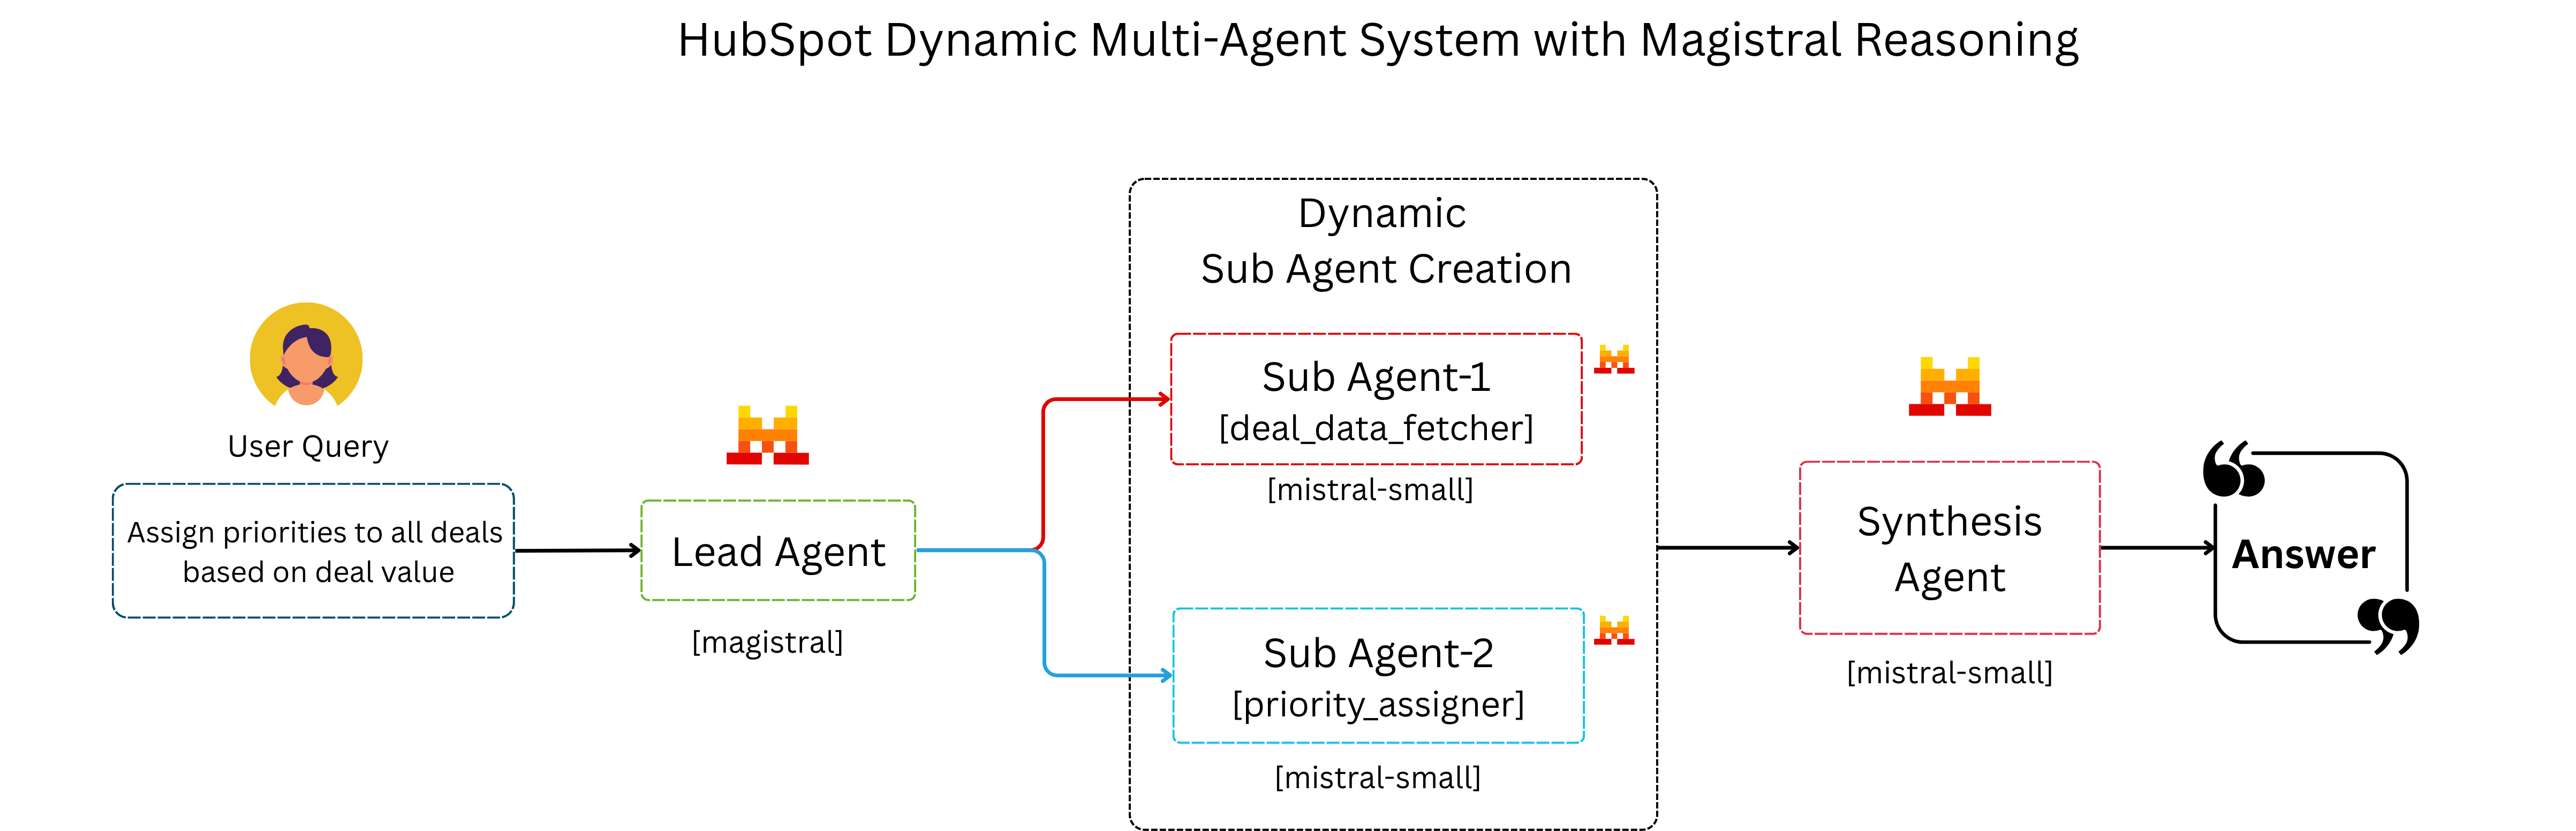 HubSpot Dynamic Multi-Agent System with Magistral Reasoning
User Query
Assign priorities to all deals
based on deal value
Lead Agent
[magistral]
Dynamic
Sub Agent Creation
Sub Agent-1
[deal_data_fetcher]
[mistral-small]
Sub Agent-2
[priority_assigner]
[mistral-small]
Synthesis
Agent
[mistral-small]
“
Answer
”